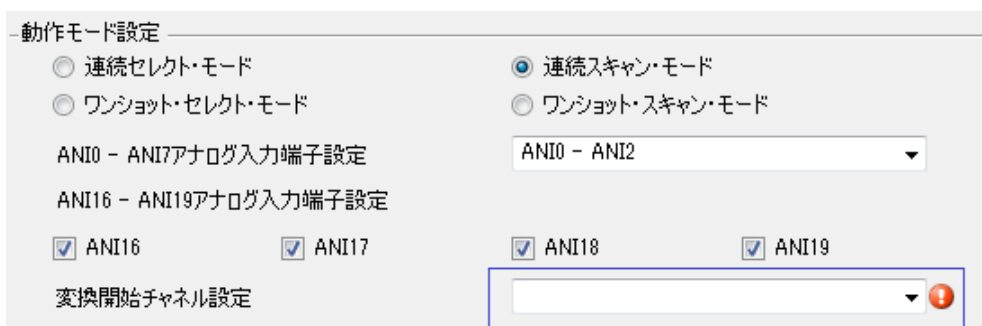 動作モード設定
連続セレクト・モード 連続スキャン・モード
ワンショット・セレクト・モード ワンショット・スキャン・モード
ANI0 - ANI7アナログ入力端子設定 ANI0 - ANI2
ANI16 - ANI19アナログ入力端子設定
ANI16 ANI17 ANI18 ANI19
変換開始チャネル設定